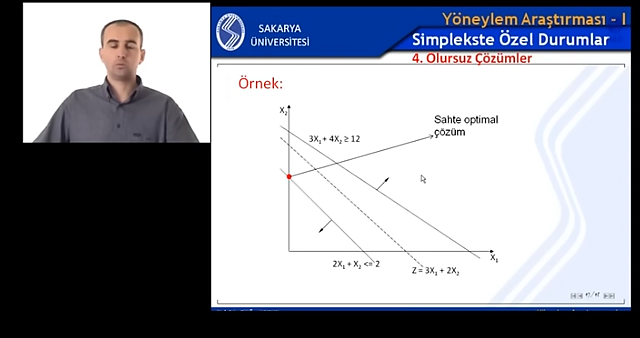 SAKARYA
ÜNİVERSİTESİ
Yöneylem Araştırması - I
Simplekste Özel Durumlar
4. Olursuz Çözümler
Örnek:
X2
3X1 + 4X2 ≥ 12
Sahte optimal
çözüm
2X1 + X2 <= 2
Z = 3X1 + 2X2
X1